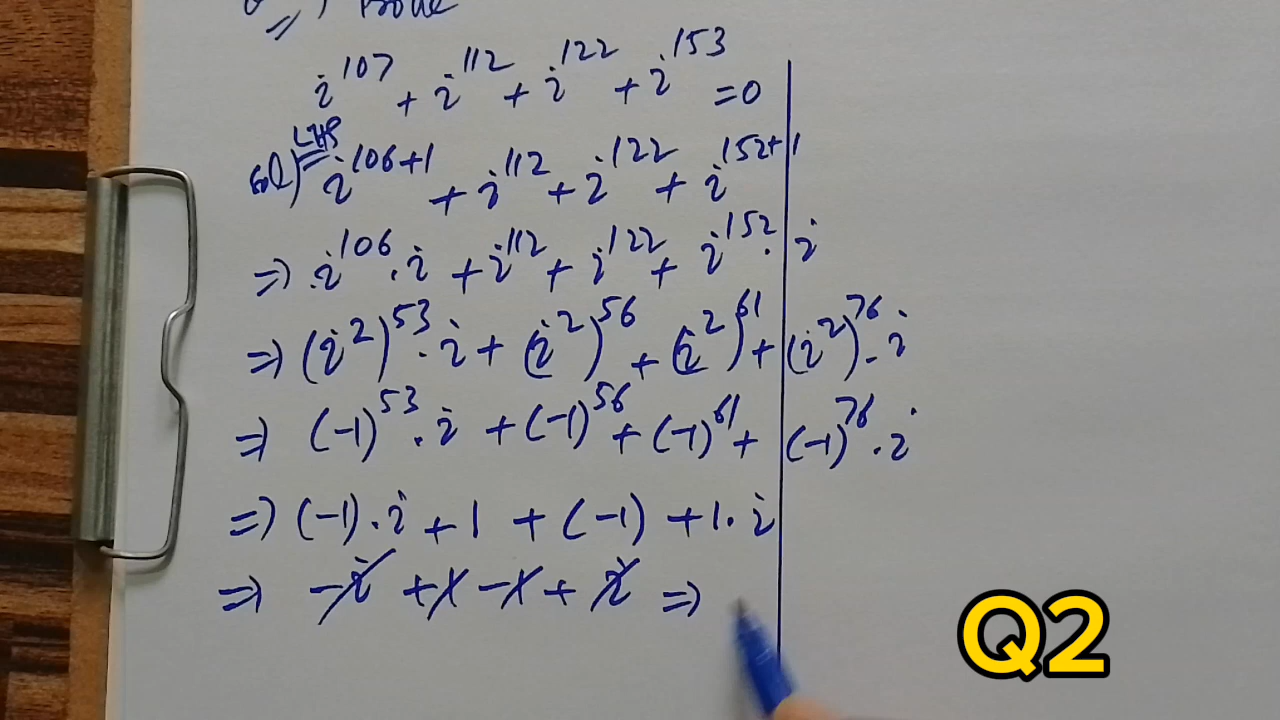 i^107 + i^112 + i^122 + i^153 = 0
Sol) LHS = i^106+1 + i^112 + i^122 + i^152+1
=> i^106 . i + i^112 + i^122 + i^152 . i
=> (i^2)^53 . i + (i^2)^56 + (i^2)^61 + (i^2)^76 . i
=> (-1)^53 . i + (-1)^56 + (-1)^61 + (-1)^76 . i
=> (-1) . i + 1 + (-1) + 1 . i
=> -i + 1 - 1 + i =>
Q2